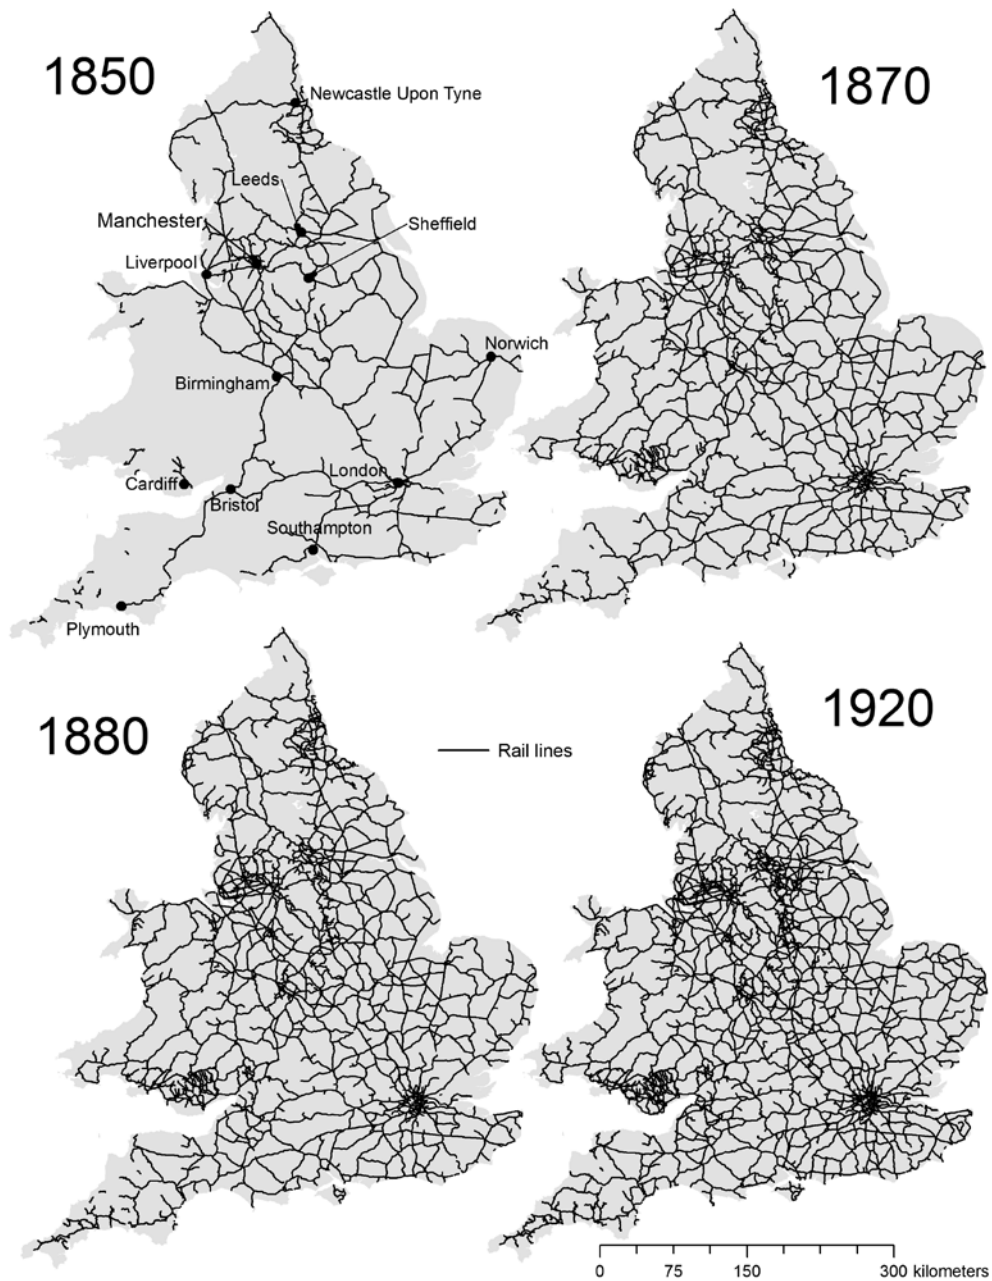 1850
1870
Newcastle Upon Tyne
Leeds
Manchester
Sheffield
Liverpool
Norwich
Birmingham
London
Cardiff
Bristol
Southampton
Plymouth
1880
1920
Rail lines
0 75 150 300 kilometers